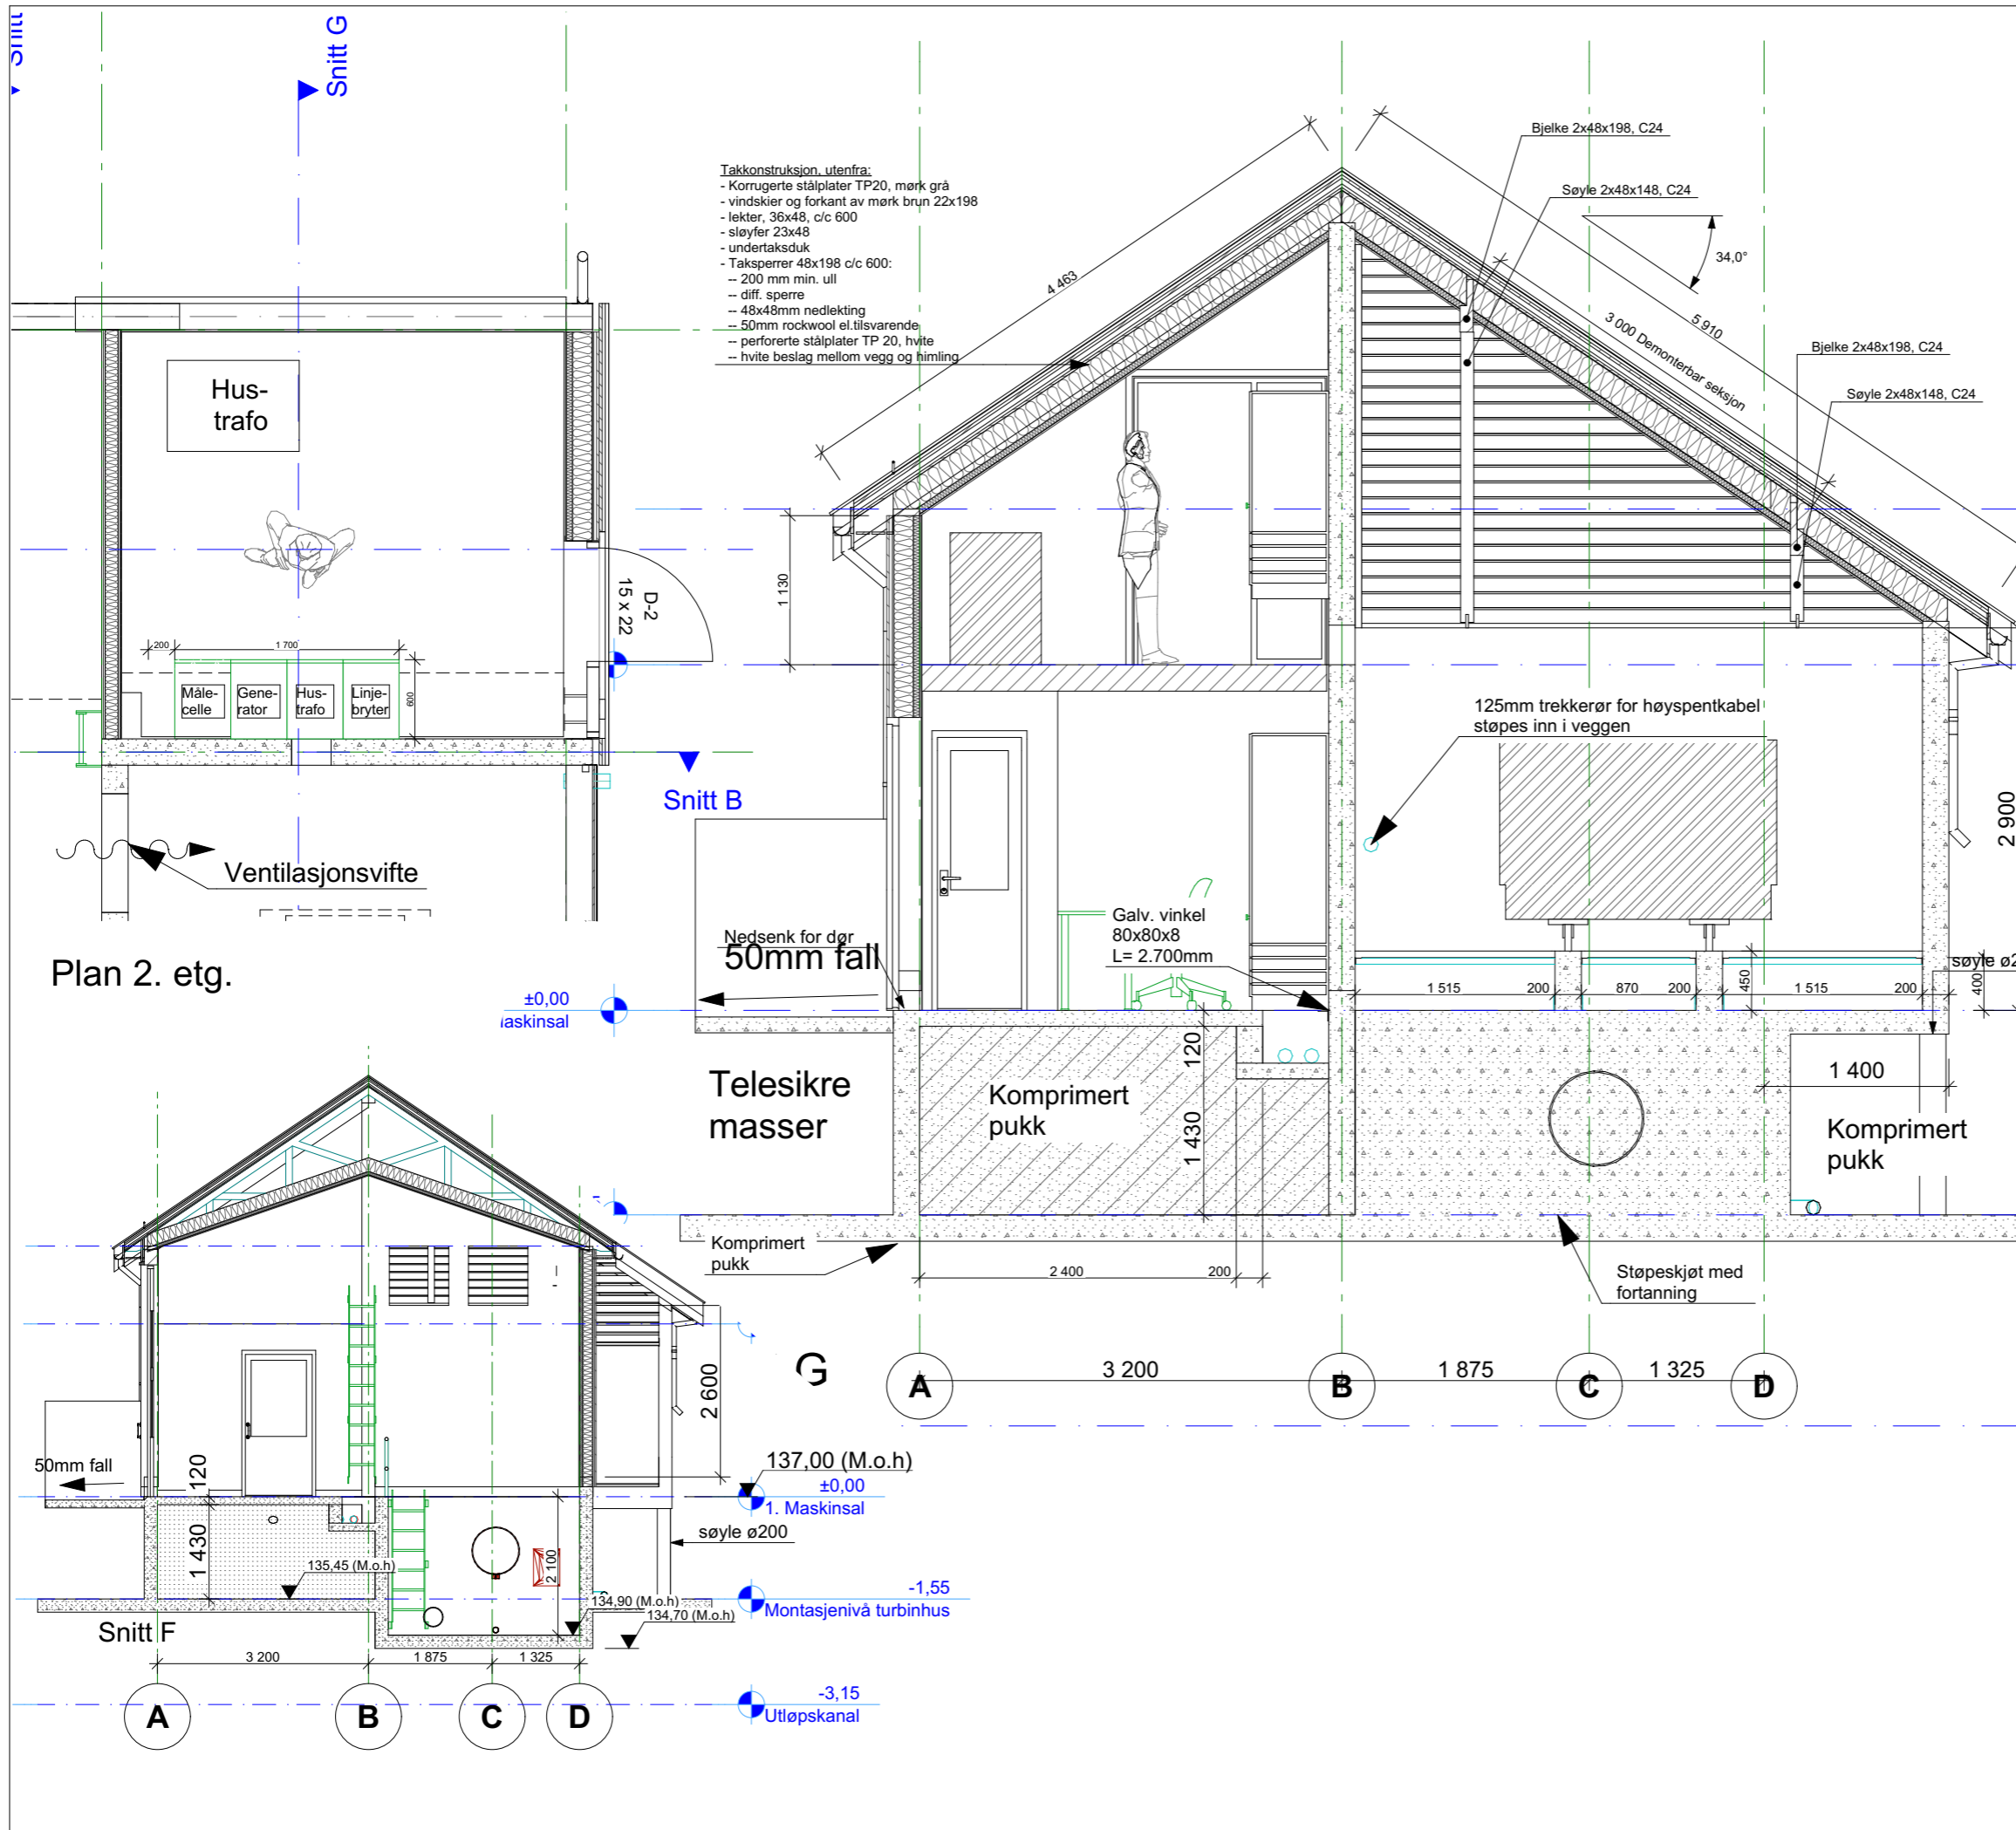 Snitt
Snitt G
Hus-
trafo
D-2
15 x 22
200
1 700
600
Måle-
celle
Gene-
rator
Hus-
trafo
Linje-
bryter
Snitt B
Ventilasjonsvifte
Plan 2. etg.
Takkonstruksjon, utenfra:
- Korrugerte stålplater TP20, mørk grå
- vindskier og forkant av mørk brun 22x198
- lekter, 36x48, c/c 600
- sløyfer 23x48
- undertaksduk
- Taksperrer 48x198 c/c 600:
-- 200 mm min. ull
-- diff. sperre
-- 48x48mm nedlekting
-- 50mm rockwool el.tilsvarende
-- perforerte stålplater TP 20, hvite
-- hvite beslag mellom vegg og himling
4 463
Bjelke 2x48x198, C24
Søyle 2x48x148, C24
34,0°
5 910
3 000 Demonterbar seksjon
Bjelke 2x48x198, C24
Søyle 2x48x148, C24
1 130
125mm trekkerør for høyspentkabel
støpes inn i veggen
2 900
Nedsenk for dør
50mm fall
Galv. vinkel
80x80x8
L= 2.700mm
søyle ø2
1 515
200
870
200
450
1 515
200
400
±0,00
askinsal
120
1 430
Telesikre
masser
Komprimert
pukk
1 400
Komprimert
pukk
Komprimert
pukk
2 400
200
Støpeskjøt med
fortanning
G
A
3 200
B
1 875
C
1 325
D
2 600
50mm fall
120
1 430
137,00 (M.o.h)
±0,00
1. Maskinsal
søyle ø200
2 100
135,45 (M.o.h)
-1,55
Montasjenivå turbinhus
134,90 (M.o.h)
134,70 (M.o.h)
Snitt F
3 200
1 875
1 325
A
B
C
D
-3,15
Utløpskanal